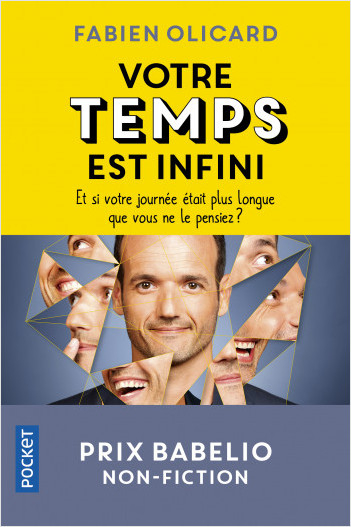 FABIEN OLICARD
VOTRE
TEMPS
EST INFINI
Et si votre journée était plus longue
que vous ne le pensiez ?
POCKET
PRIX BABELIO
NON-FICTION